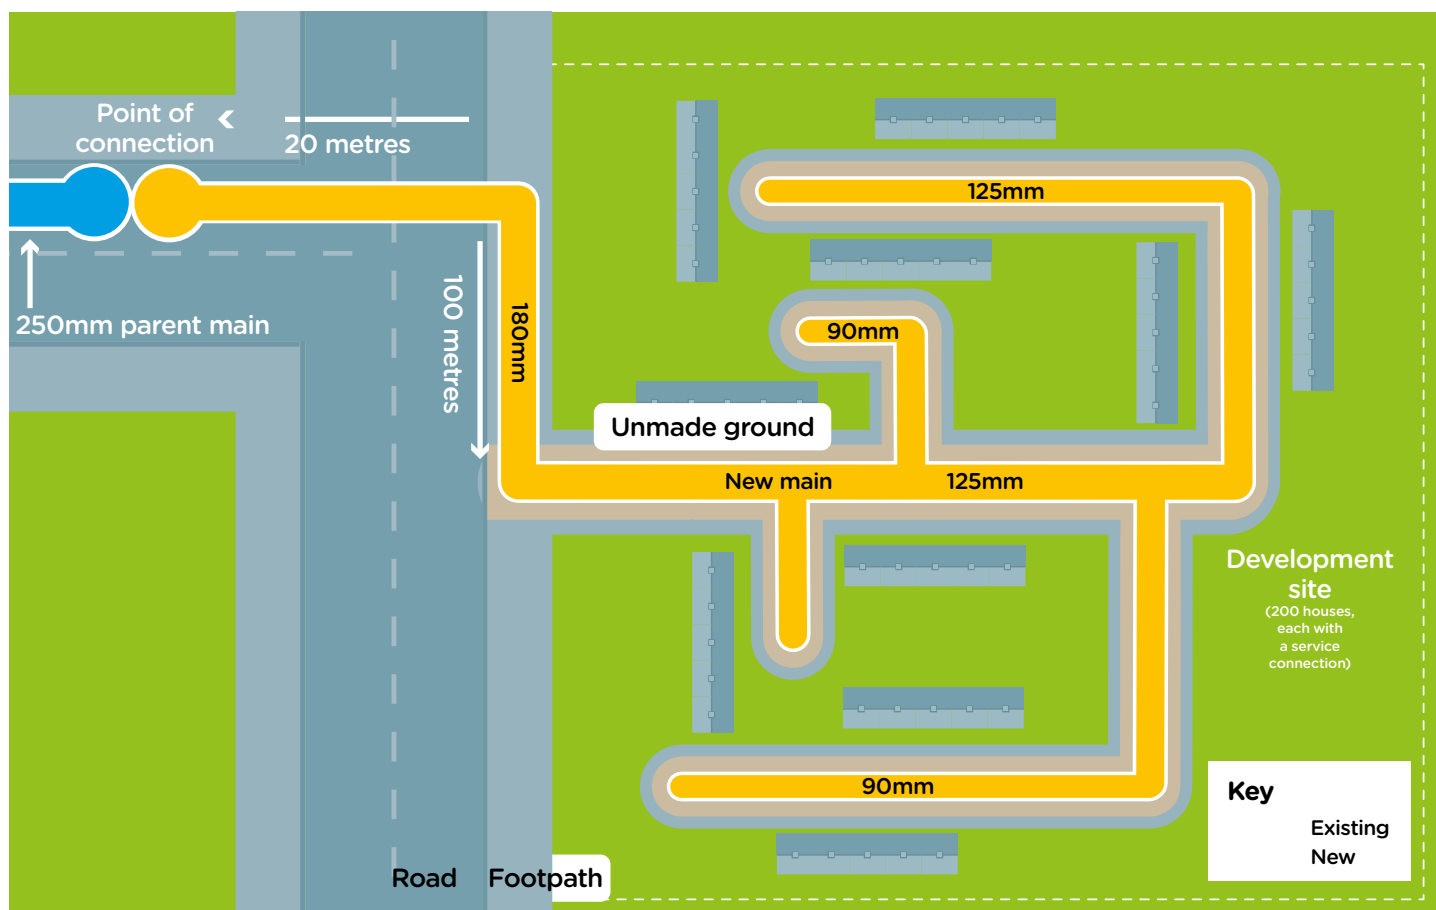 Point of
connection
20 metres
250mm parent main
100 metres
180mm
125mm
90mm
Unmade ground
New main
125mm
Development
site
(200 houses,
each with
a service
connection)
90mm
Key
Existing
New
Road
Footpath